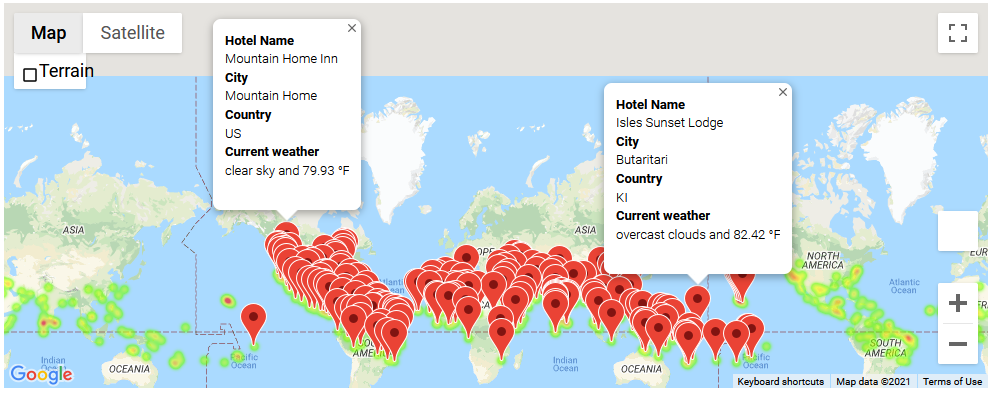 Map
Satellite
Terrain
Hotel Name
Mountain Home Inn
City
Mountain Home
Country
US
Current weather
clear sky and 79.93 °F
Hotel Name
Isles Sunset Lodge
City
Butaritari
Country
KI
Current weather
overcast clouds and 82.42 °F
ASIA
ASIA
NORTH
AMERICA
Atlantic
Ocean
Indian
Ocean
OCEANIA
Pacific
Ocean
Indian
Ocean
OCEANIA
Pacific
Ocean
SOUTH
AMERICA
Google
Keyboard shortcuts
Map data ©2021
Terms of Use